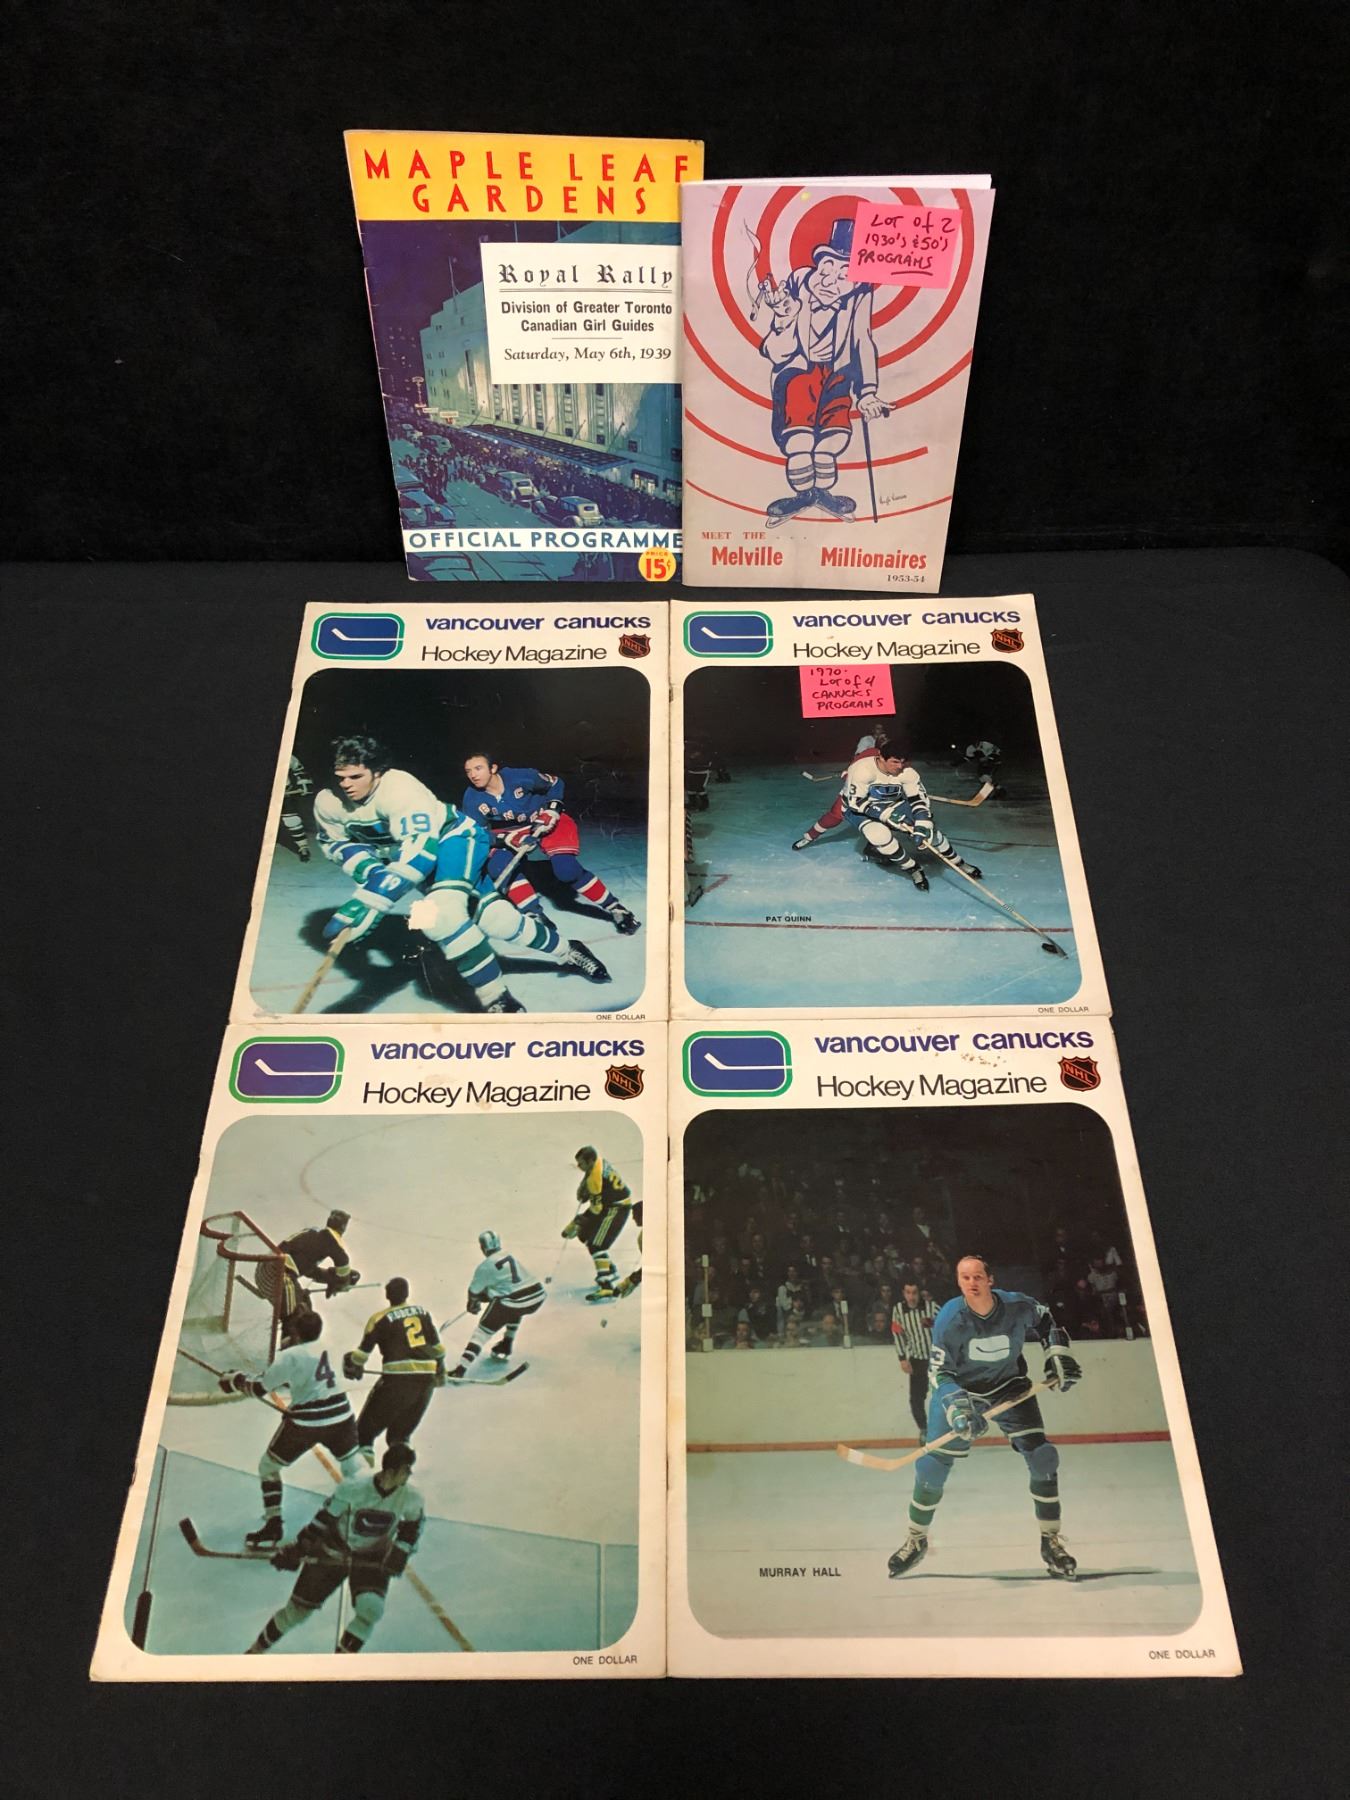 MAPLE LEAF
GARDENS
Royal Rally
Division of Greater Toronto
Canadian Girl Guides
Saturday, May 6th, 1939
OFFICIAL PROGRAMME
PRICE
15¢
LOT of 2
1930's & 50's
PROGRAMS
MEET THE . . .
Melville Millionaires
1953-54
vancouver canucks
Hockey Magazine
NHL
19
ONE DOLLAR
vancouver canucks
Hockey Magazine
NHL
1970.
LOT of 4
CANUCKS
PROGRAMS
3
PAT QUINN
ONE DOLLAR
vancouver canucks
Hockey Magazine
NHL
2
7
ROBERTS
2
4
ONE DOLLAR
vancouver canucks
Hockey Magazine
NHL
MURRAY HALL
ONE DOLLAR